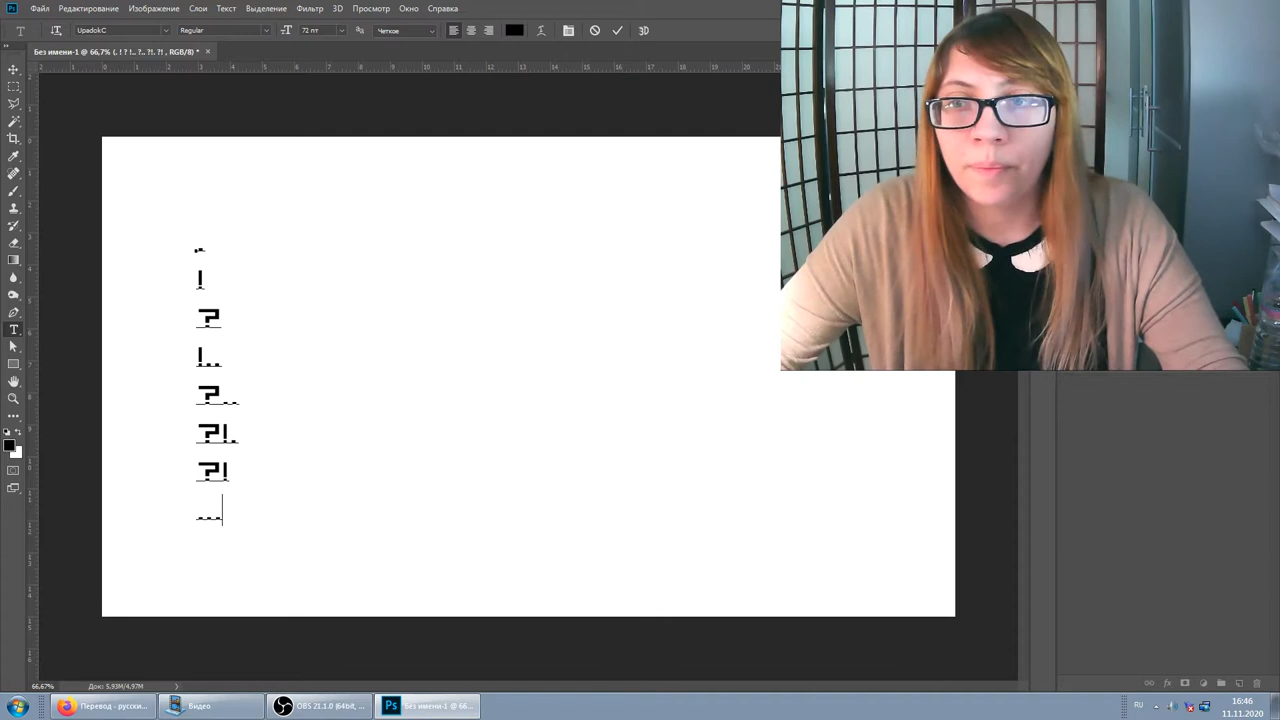 Файл Редактирование Изображение Слои Текст Выделение Фильтр 3D Просмотр Окно Справка
UpadokC Regular 72 пт Четкое 3D
Без имени-1 @ 66,7% (. ! ? !.. ?.. ?!. ?! , RGB/8) *
.
!
?
!..
?..
?!.
?!
...
66,67% Док: 5,93M/4,97M
Перевод - русски... Видео OBS 21.1.0 (64bit, ... Без имени-1 @ 66... RU 16:46
11.11.2020